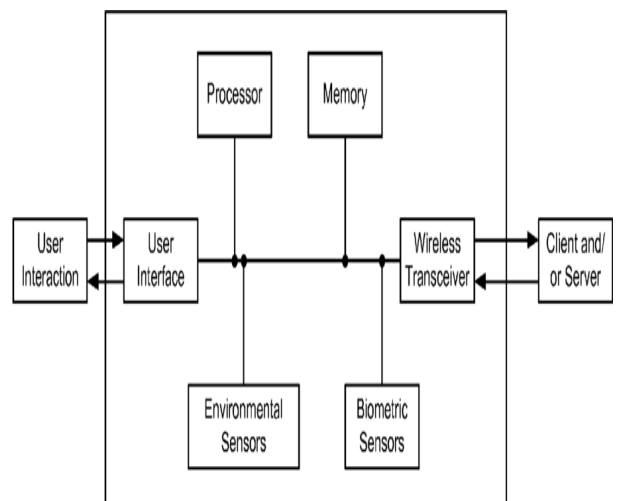 Processor
Memory
User
Interaction
User
Interface
Wireless
Transceiver
Client and/
or Server
Environmental
Sensors
Biometric
Sensors